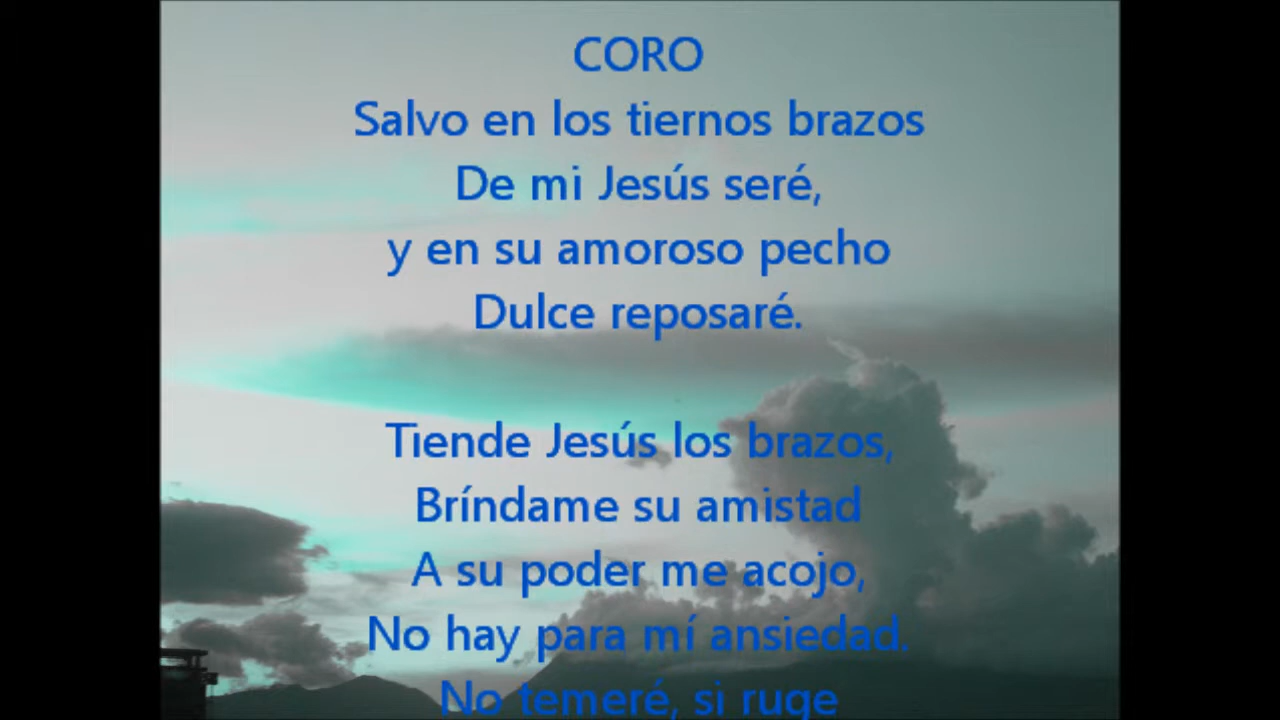 CORO
Salvo en los tiernos brazos
De mi Jesús seré,
y en su amoroso pecho
Dulce reposaré.
Tiende Jesús los brazos,
Bríndame su amistad
A su poder me acojo,
No hay para mí ansiedad.
No temeré, si ruge